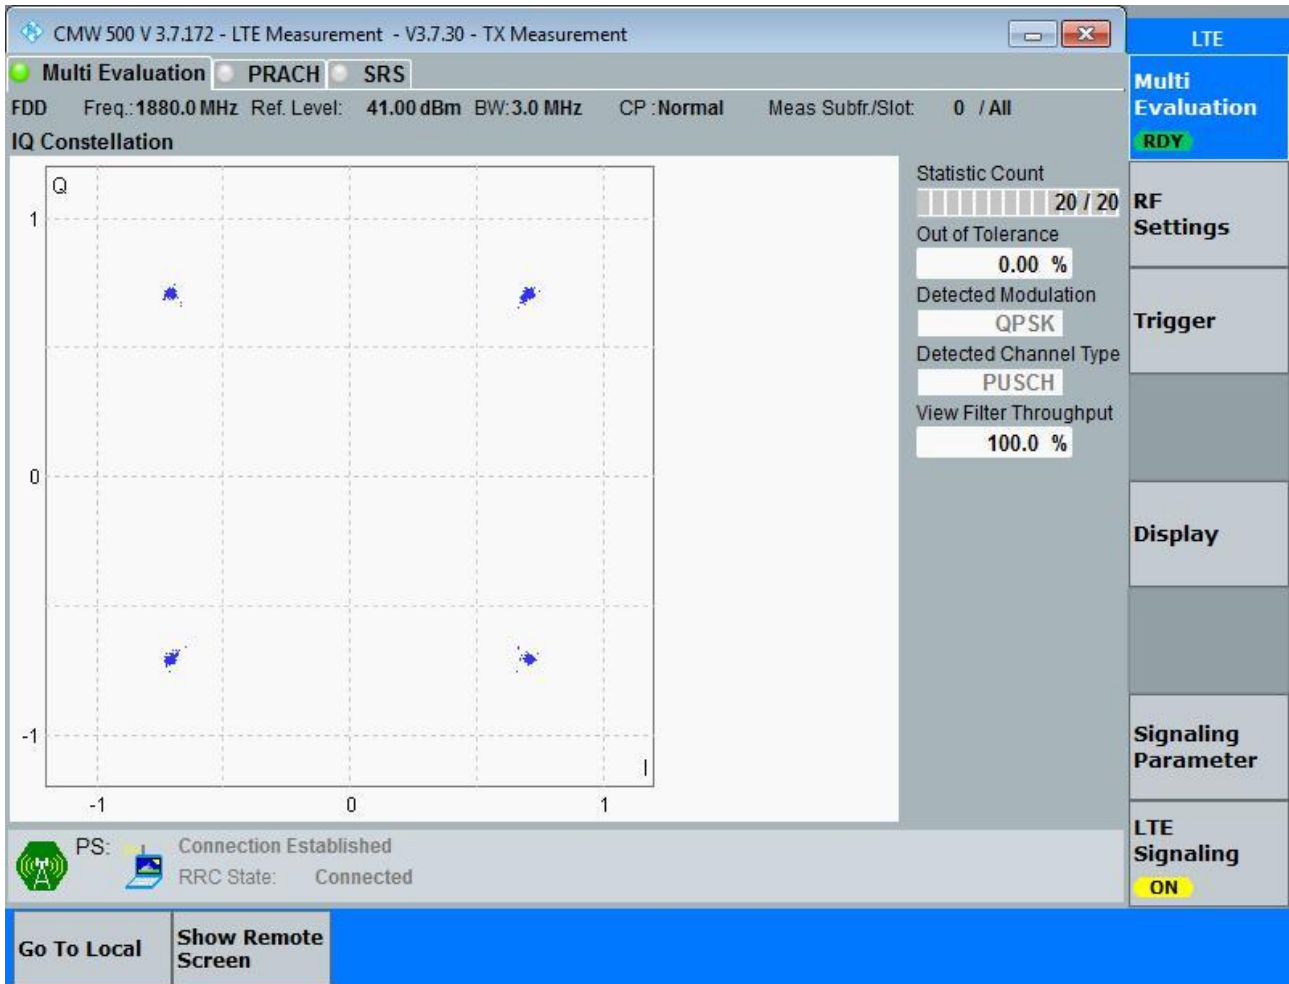 CMW 500 V 3.7.172 - LTE Measurement - V3.7.30 - TX Measurement
LTE
Multi Evaluation PRACH SRS
FDD Freq.:1880.0 MHz Ref. Level: 41.00 dBm BW:3.0 MHz CP :Normal Meas Subfr./Slot: 0 / All
IQ Constellation
Q
1
0
-1
-1 0 1
I
Statistic Count
20 / 20
Out of Tolerance
0.00 %
Detected Modulation
QPSK
Detected Channel Type
PUSCH
View Filter Throughput
100.0 %
Multi
Evaluation
RDY
RF
Settings
Trigger
Display
Signaling
Parameter
LTE
Signaling
ON
PS: Connection Established
RRC State: Connected
Go To Local
Show Remote
Screen